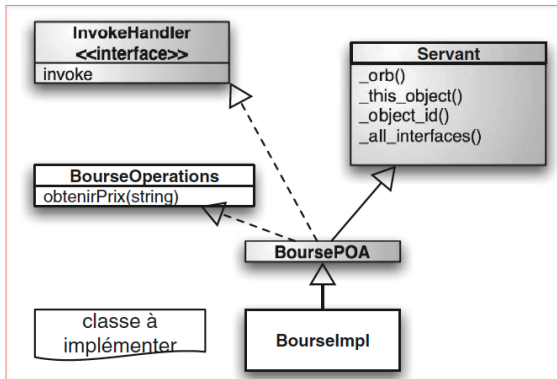 InvokeHandler
<<interface>>
invoke
Servant
_orb()
_this_object()
_object_id()
_all_interfaces()
BourseOperations
obtenirPrix(string)
BoursePOA
classe à
implémenter
BourseImpl